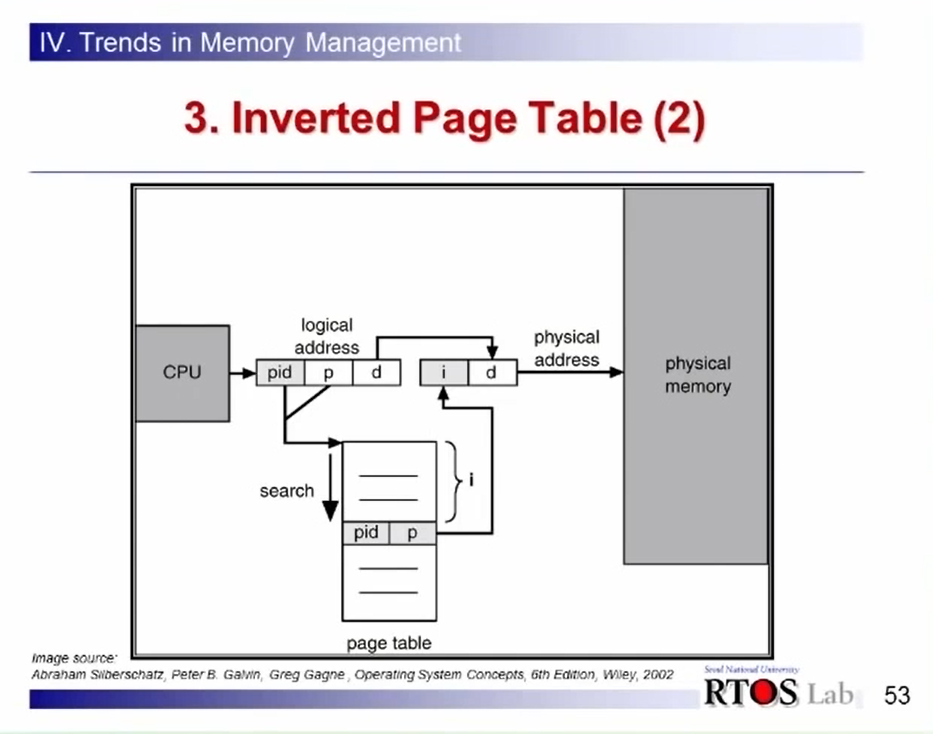 IV. Trends in Memory Management
3. Inverted Page Table (2)
logical
address
physical
address
CPU
pid
p
d
i
d
physical
memory
search
i
pid
p
page table
Image source:
Abraham Silberschatz, Peter B. Galvin, Greg Gagne , Operating System Concepts, 6th Edition, Wiley, 2002
Seoul National University
RTOS Lab
53